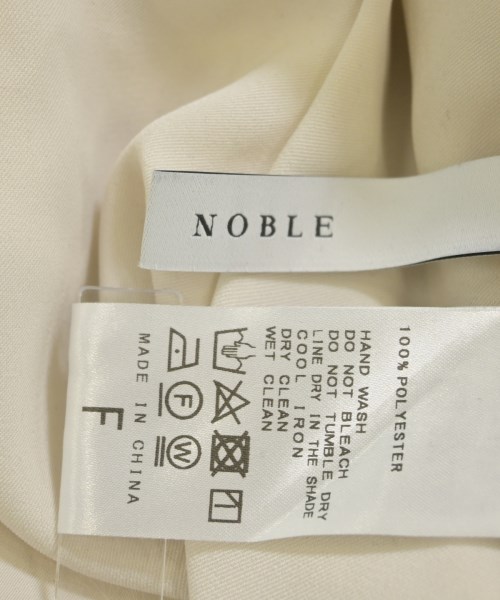 NOBLE
100% POLYESTER
HAND WASH
DO NOT BLEACH
DO NOT TUMBLE DRY
LINE DRY IN THE SHADE
COOL IRON
DRY CLEAN
WET CLEAN
F
W
MADE IN CHINA
F